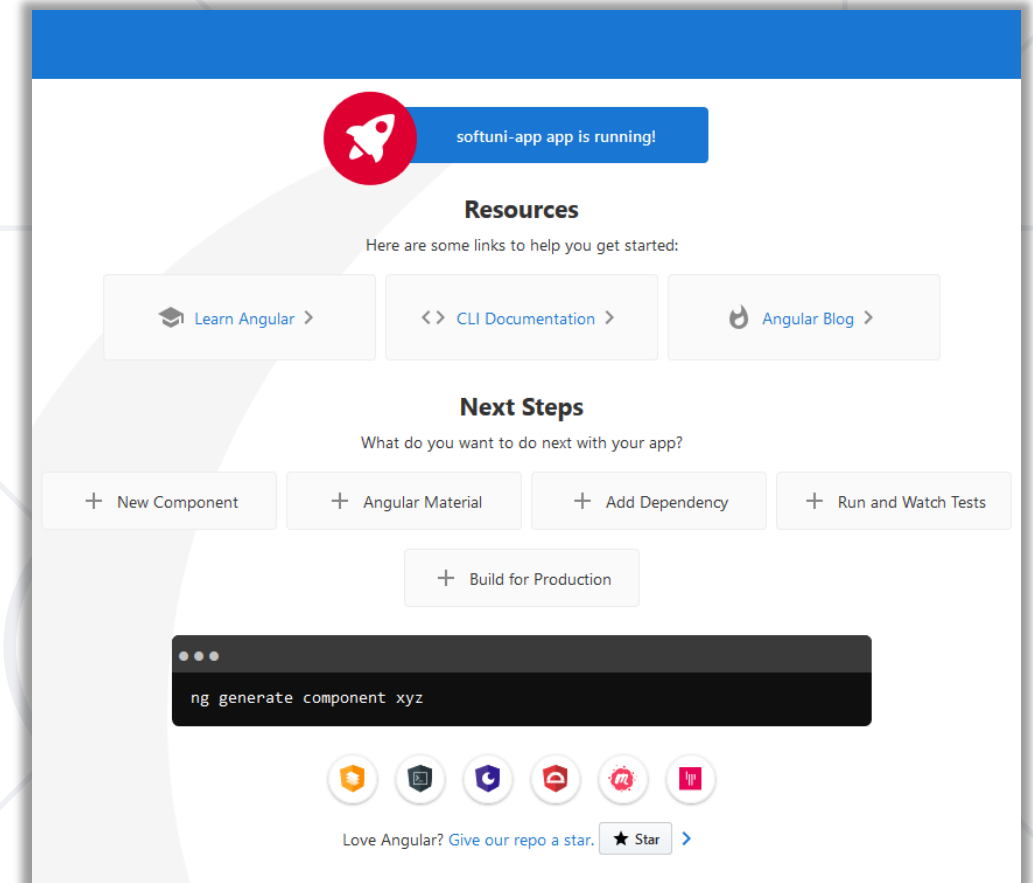 softuni-app app is running!
Resources
Here are some links to help you get started:
Learn Angular
CLI Documentation
Angular Blog
Next Steps
What do you want to do next with your app?
New Component
Angular Material
Add Dependency
Run and Watch Tests
Build for Production
ng generate component xyz
Love Angular? Give our repo a star. Star